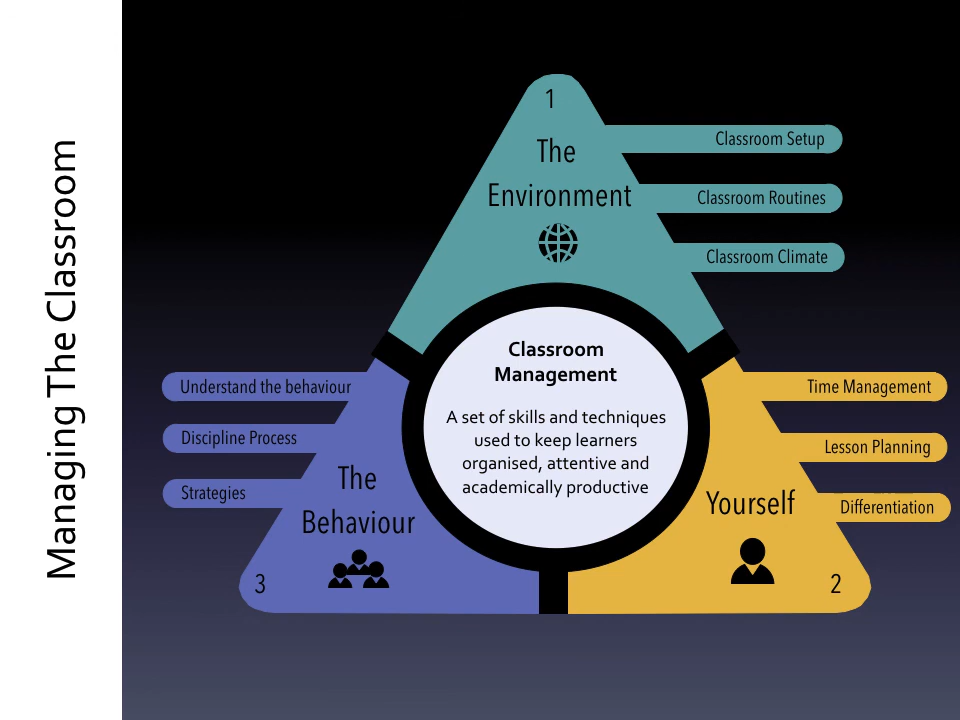 Managing The Classroom
1
The
Environment
Classroom Setup
Classroom Routines
Classroom Climate
Classroom
Management
A set of skills and techniques
used to keep learners
organised, attentive and
academically productive
Yourself
2
Time Management
Lesson Planning
Differentiation
The
Behaviour
3
Understand the behaviour
Discipline Process
Strategies